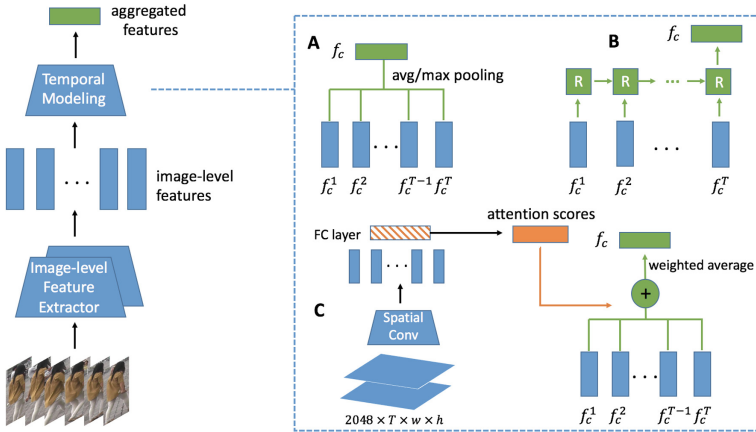 aggregated
features
Temporal
Modeling
image-level
features
Image-level
Feature
Extractor
A
f_c
avg/max pooling
f_c^1 f_c^2 f_c^{T-1} f_c^T
B
f_c
R R ... R
f_c^1 f_c^2 ... f_c^T
FC layer
attention scores
C
Spatial
Conv
2048 × T × w × h
f_c
weighted average
+
f_c^1 f_c^2 f_c^{T-1} f_c^T